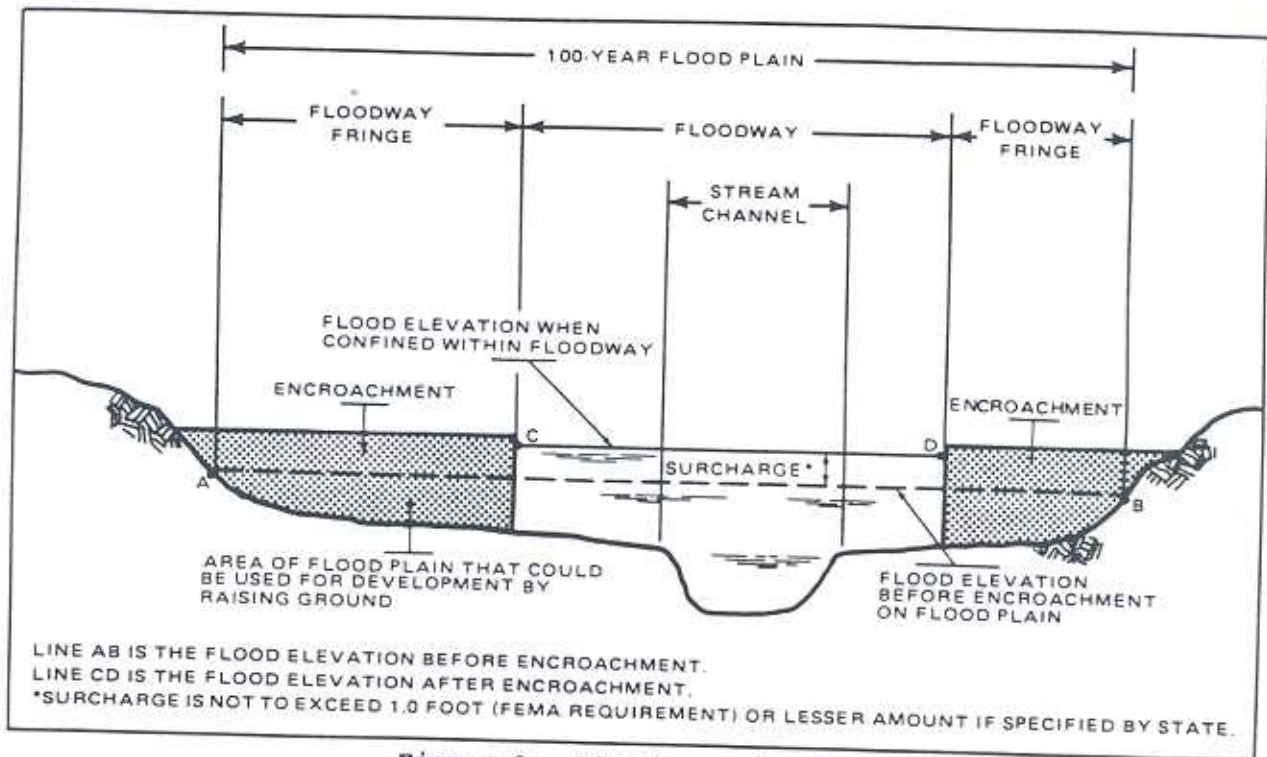 100-YEAR FLOOD PLAIN
FLOODWAY
FRINGE
FLOODWAY
FLOODWAY
FRINGE
STREAM
CHANNEL
FLOOD ELEVATION WHEN
CONFINED WITHIN FLOODWAY
ENCROACHMENT
ENCROACHMENT
C
D
SURCHARGE*
A
B
AREA OF FLOOD PLAIN THAT COULD
BE USED FOR DEVELOPMENT BY
RAISING GROUND
FLOOD ELEVATION
BEFORE ENCROACHMENT
ON FLOOD PLAIN
LINE AB IS THE FLOOD ELEVATION BEFORE ENCROACHMENT.
LINE CD IS THE FLOOD ELEVATION AFTER ENCROACHMENT.
*SURCHARGE IS NOT TO EXCEED 1.0 FOOT (FEMA REQUIREMENT) OR LESSER AMOUNT IF SPECIFIED BY STATE.